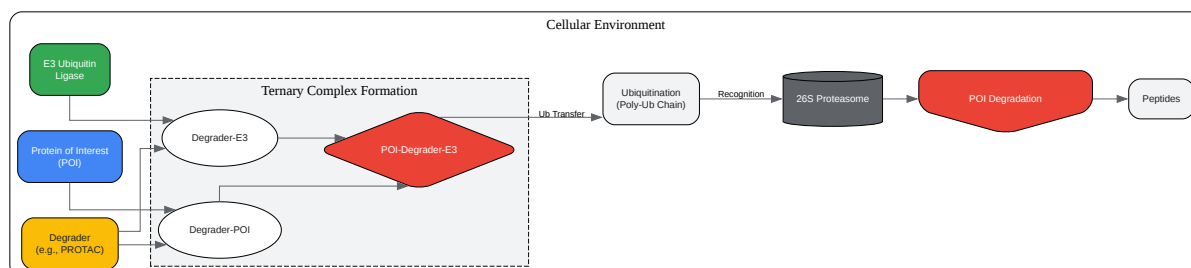 Cellular Environment
E3 Ubiquitin
Ligase
Protein of Interest
(POI)
Degrader
(e.g., PROTAC)
Ternary Complex Formation
Degrader-E3
Degrader-POI
POI-Degrader-E3
Ub Transfer
Ubiquitination
(Poly-Ub Chain)
Recognition
26S Proteasome
POI Degradation
Peptides